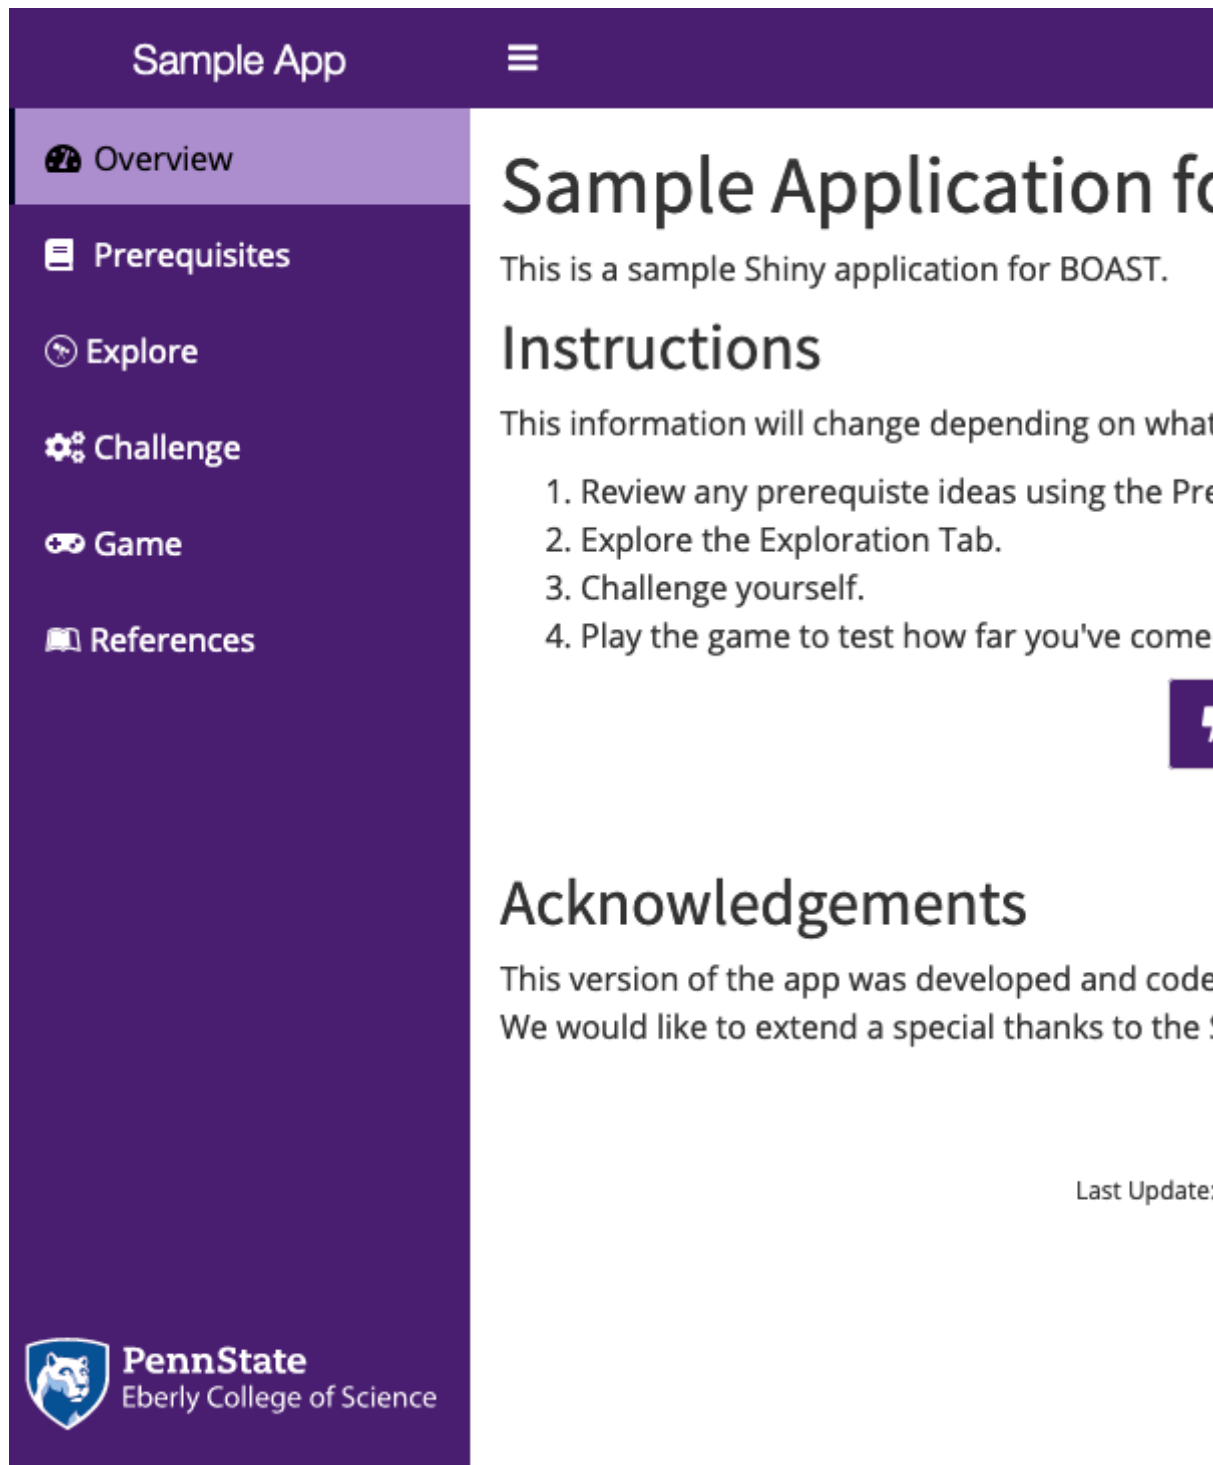 Sample App
Overview
Prerequisites
Explore
Challenge
Game
References
PennState
Eberly College of Science
Sample Application
This is a sample Shiny application for BOAST.
Instructions
This information will change depending on what
1. Review any prerequiste ideas using the
2. Explore the Exploration Tab.
3. Challenge yourself.
4. Play the game to test how far you've come
Acknowledgements
This version of the app was developed and
We would like to extend a special thanks to the
Last Update: